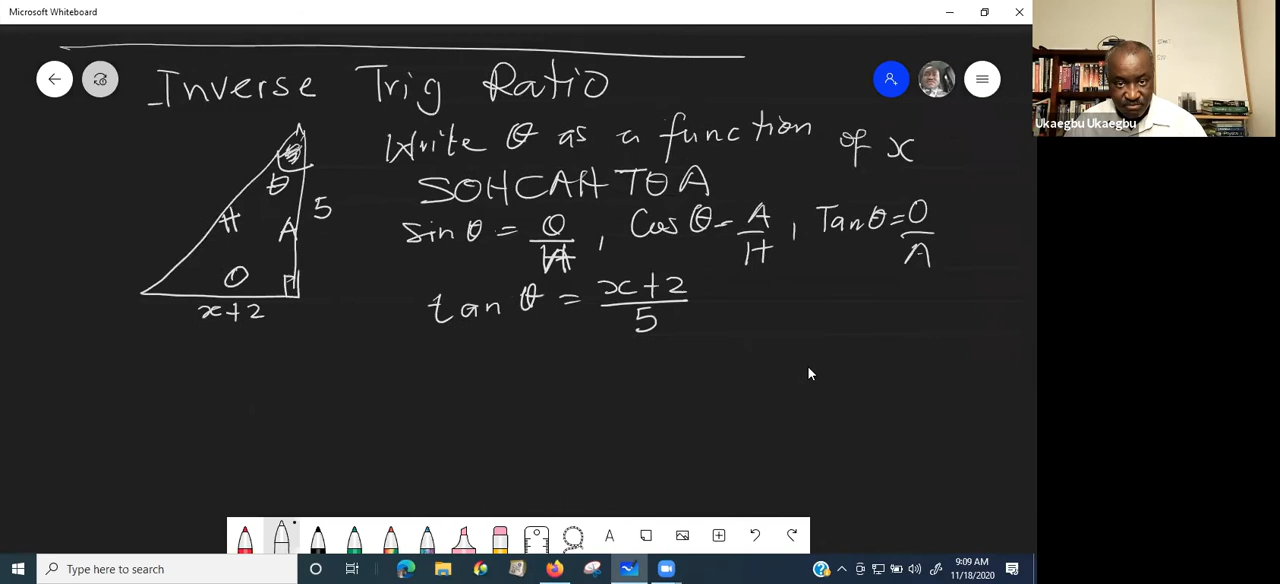 Microsoft Whiteboard
Inverse Trig Ratio
Write θ as a function of x
SOHCAHTOA
sin θ = O/H, Cos θ = A/H, Tan θ = O/A
tan θ = x+2/5
θ
H
5
A
O
x+2
Ukaegbu Ukaegbu
A
Type here to search
9:09 AM
11/18/2020